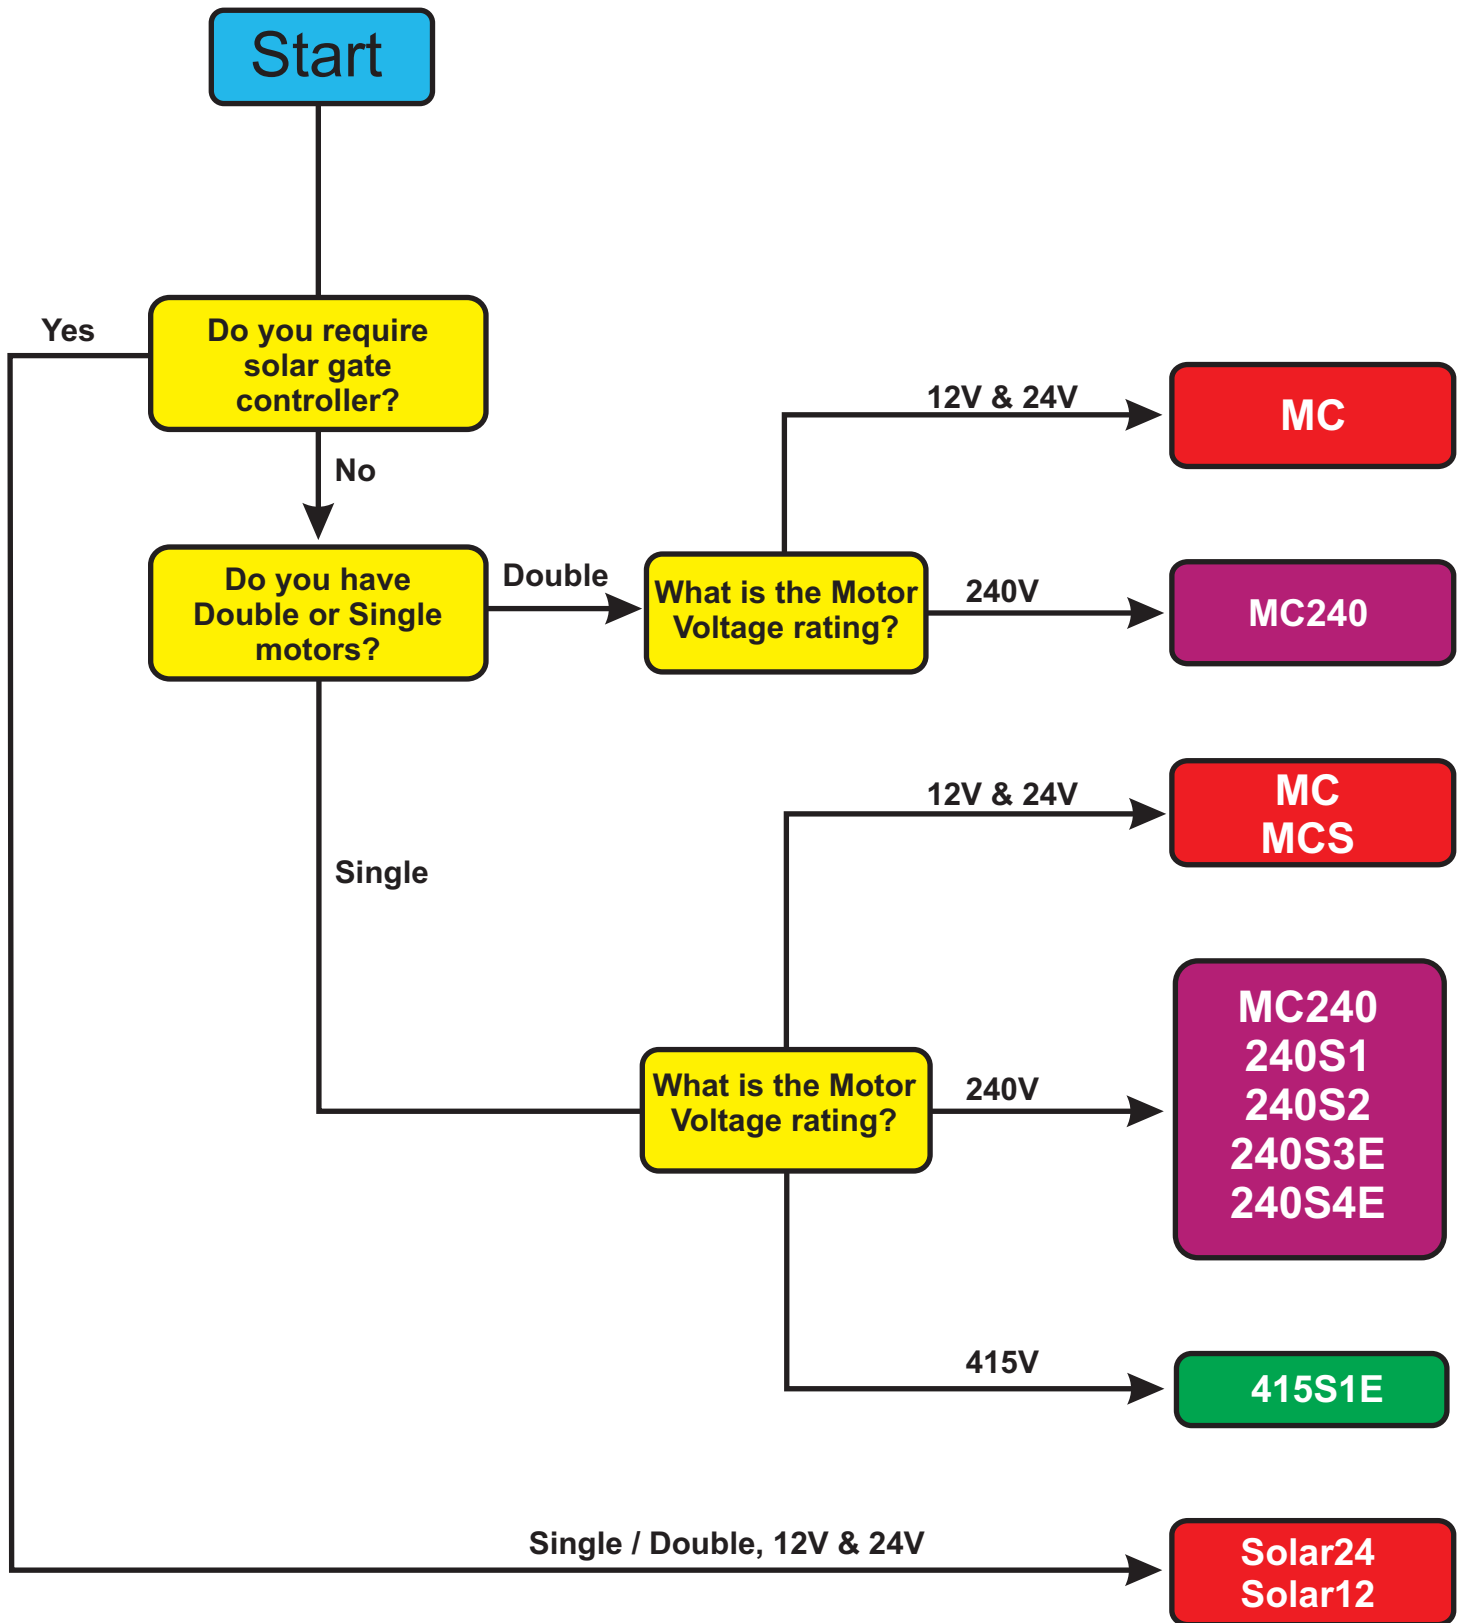 Start
Yes
Do you require
solar gate
controller?
No
12V & 24V
MC
Do you have
Double or Single
motors?
Double
What is the Motor
Voltage rating?
240V
MC240
12V & 24V
MC
MCS
Single
What is the Motor
Voltage rating?
240V
MC240
240S1
240S2
240S3E
240S4E
415V
415S1E
Single / Double, 12V & 24V
Solar24
Solar12